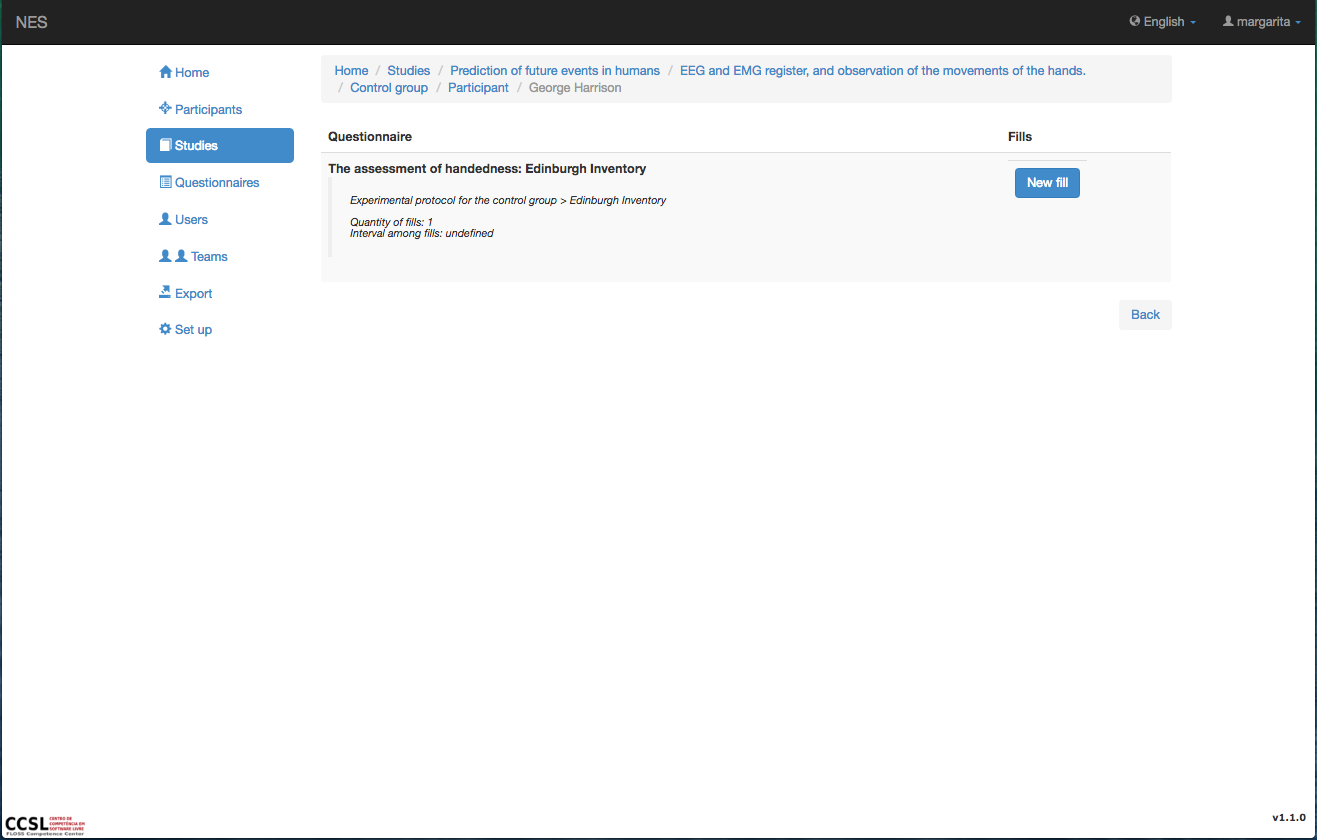 NES
English
margarita
Home
Participants
Studies
Questionnaires
Users
Teams
Export
Set up
Home / Studies / Prediction of future events in humans / EEG and EMG register, and observation of the movements of the hands.
/ Control group / Participant / George Harrison
Questionnaire Fills
The assessment of handedness: Edinburgh Inventory
New fill
Experimental protocol for the control group > Edinburgh Inventory
Quantity of fills: 1
Interval among fills: undefined
Back
v1.1.0
CCSL
CENTRO DE
COMPETÊNCIA EM
SOFTWARE LIVRE
FLOSS Competence Center